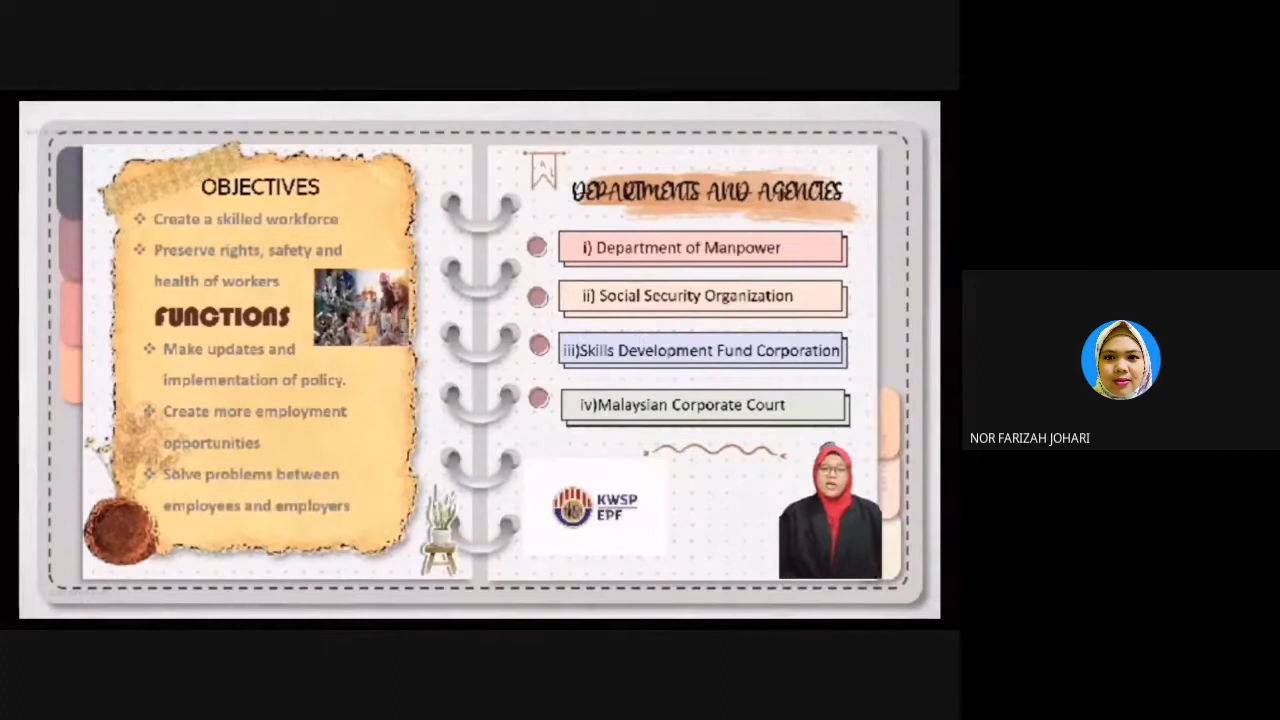 OBJECTIVES
❖ Create a skilled workforce
❖ Preserve rights, safety and
health of workers
FUNCTIONS
❖ Make updates and
implementation of policy.
❖ Create more employment
opportunities
❖ Solve problems between
employees and employers
DEPARTMENTS AND AGENCIES
i) Department of Manpower
ii) Social Security Organization
iii)Skills Development Fund Corporation
iv)Malaysian Corporate Court
KWSP
EPF
NOR FARIZAH JOHARI